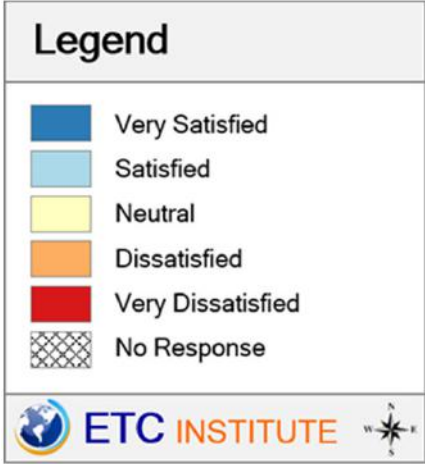 Legend
Very Satisfied
Satisfied
Neutral
Dissatisfied
Very Dissatisfied
No Response
ETC INSTITUTE
N
W E
S